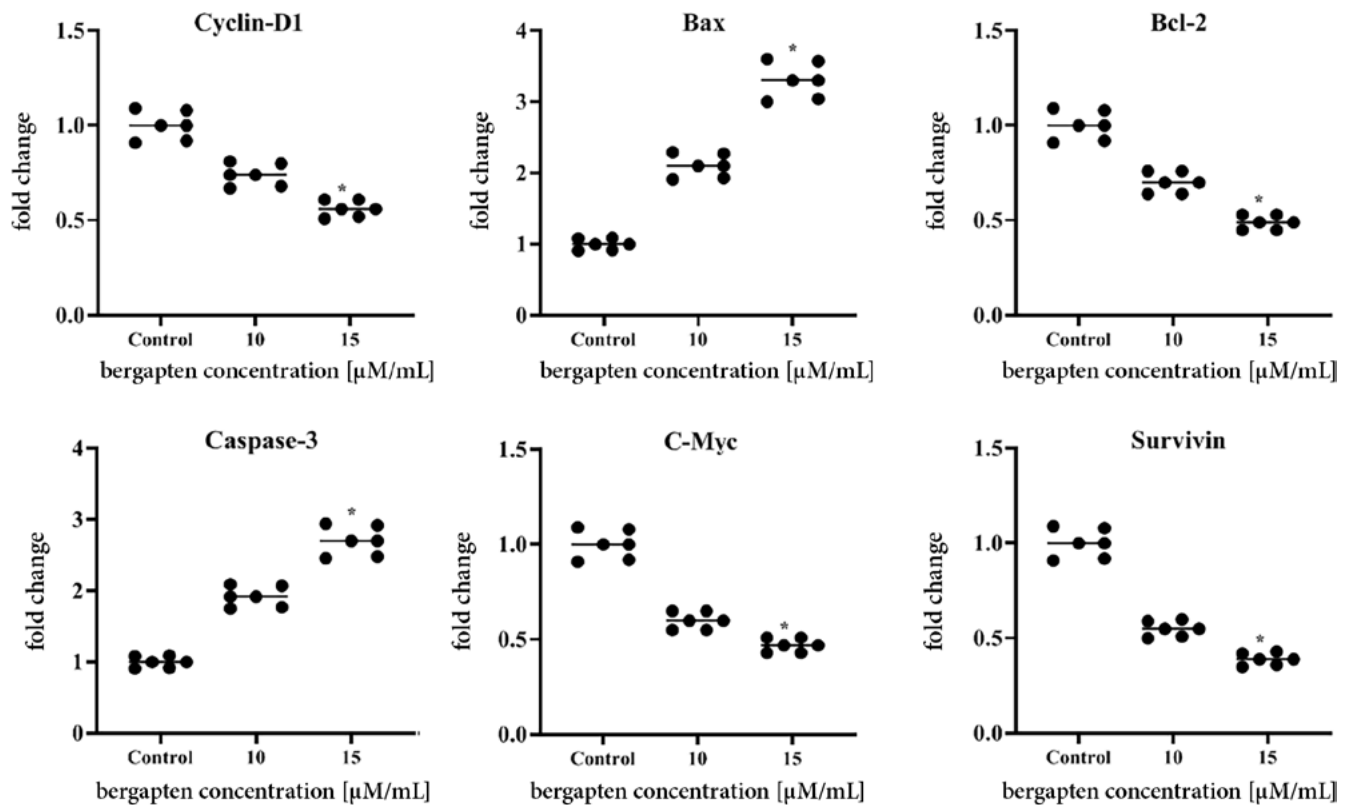 Cyclin-D1
1.5
1.0
0.5
0.0
fold change
Control 10 15
bergapten concentration [µM/mL]
*
Bax
4
3
2
1
0
fold change
Control 10 15
bergapten concentration [µM/mL]
*
Bcl-2
1.5
1.0
0.5
0.0
fold change
Control 10 15
bergapten concentration [µM/mL]
*
Caspase-3
4
3
2
1
0
fold change
Control 10 15
bergapten concentration [µM/mL]
*
C-Myc
1.5
1.0
0.5
0.0
fold change
Control 10 15
bergapten concentration [µM/mL]
*
Survivin
1.5
1.0
0.5
0.0
fold change
Control 10 15
bergapten concentration [µM/mL]
*